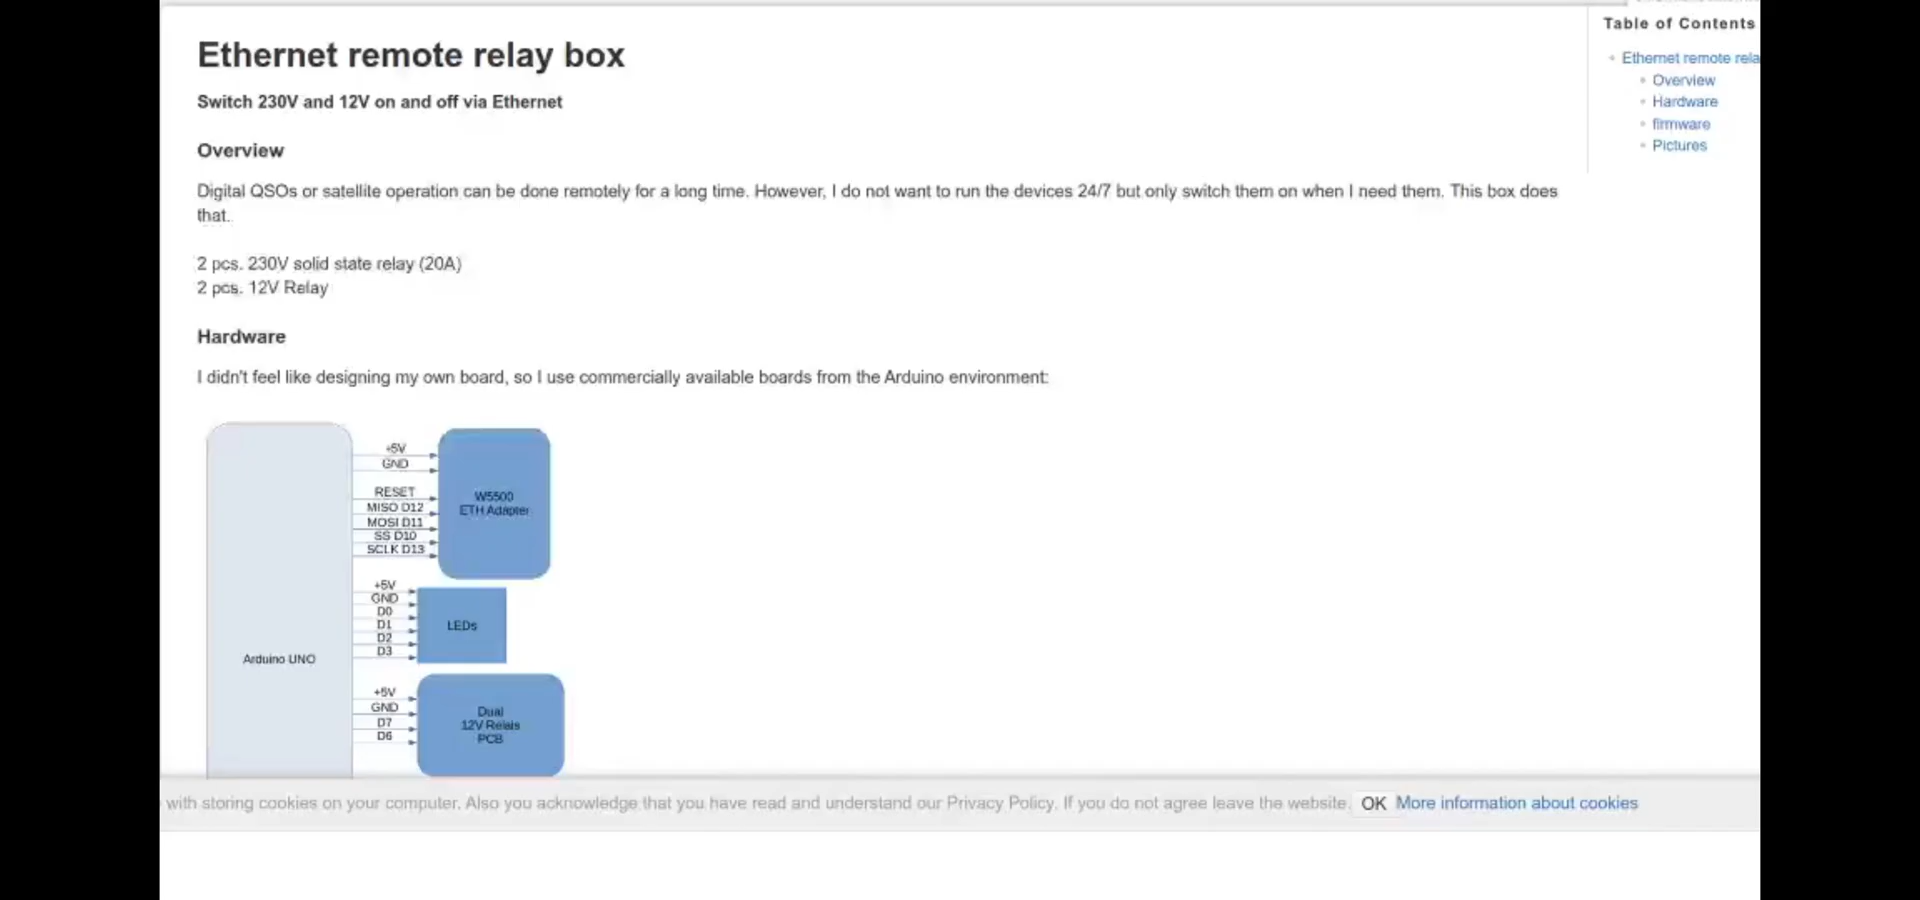 Ethernet remote relay box
Switch 230V and 12V on and off via Ethernet
Overview
Digital QSOs or satellite operation can be done remotely for a long time. However, I do not want to run the devices 24/7 but only switch them on when I need them. This box does
that.
2 pcs. 230V solid state relay (20A)
2 pcs. 12V Relay
Hardware
I didn't feel like designing my own board, so I use commercially available boards from the Arduino environment:
Arduino UNO
+5V
GND
RESET
MISO D12
MOSI D11
SS D10
SCLK D13
W5500
ETH Adapter
+5V
GND
D0
D1
D2
D3
LEDs
+5V
GND
D7
D6
Dual
12V Relais
PCB
Table of Contents
Ethernet remote rela
Overview
Hardware
firmware
Pictures
with storing cookies on your computer. Also you acknowledge that you have read and understand our Privacy Policy. If you do not agree leave the website. OK More information about cookies